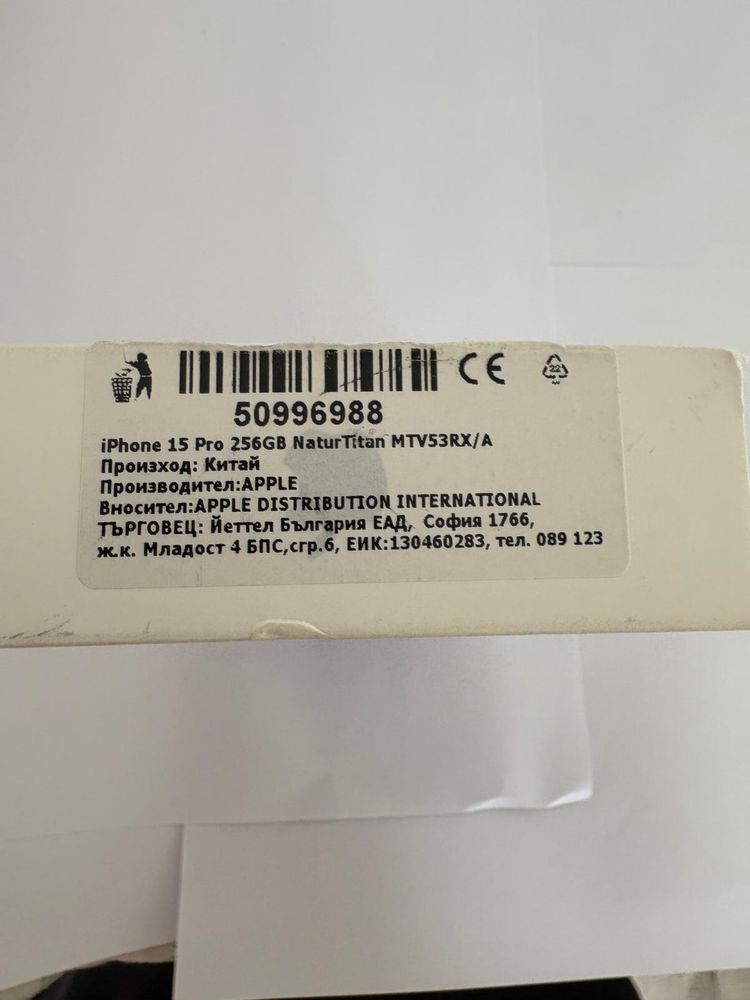 CE
22
50996988
iPhone 15 Pro 256GB NaturTitan MTV53RX/A
Произход: Китай
Производител:APPLE
Вносител:APPLE DISTRIBUTION INTERNATIONAL
ТЪРГОВЕЦ: Йеттел България ЕАД, София 1766,
ж.к. Младост 4 БПС,сгр.6, ЕИК:130460283, тел. 089 123